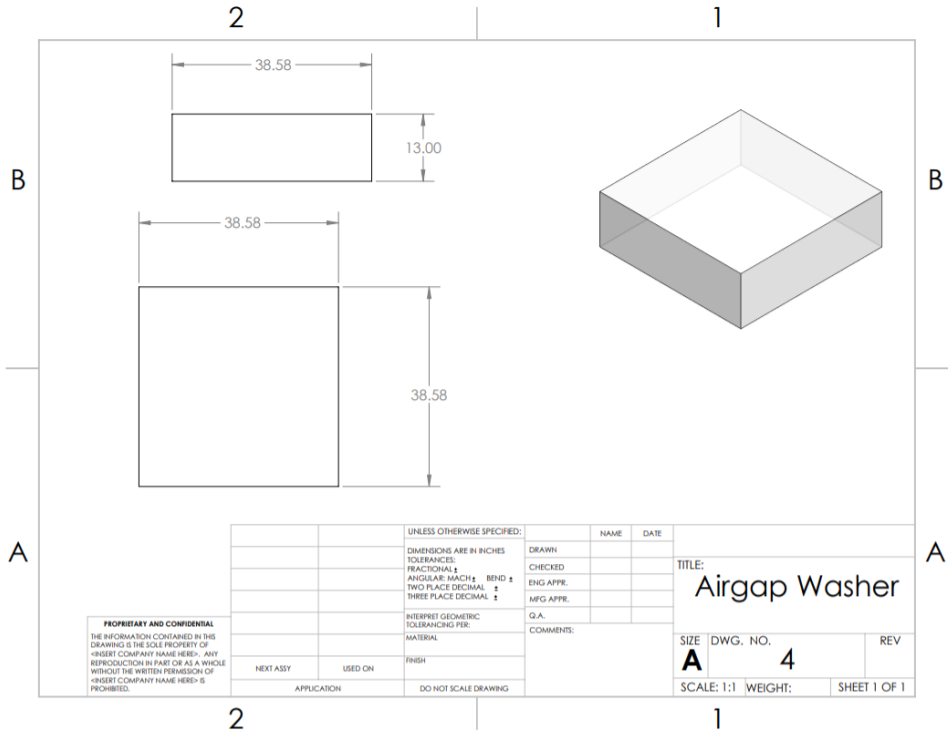 2
1
38.58
13.00
B
B
38.58
38.58
A
A
UNLESS OTHERWISE SPECIFIED:
DIMENSIONS ARE IN INCHES
TOLERANCES:
FRACTIONAL ±
ANGULAR: MACH ± BEND ±
TWO PLACE DECIMAL ±
THREE PLACE DECIMAL ±
INTERPRET GEOMETRIC
TOLERANCING PER:
MATERIAL
FINISH
DO NOT SCALE DRAWING
NAME DATE
DRAWN
CHECKED
ENG APPR.
MFG APPR.
Q.A.
COMMENTS:
TITLE:
Airgap Washer
SIZE DWG. NO. REV
A 4
SCALE: 1:1 WEIGHT: SHEET 1 OF 1
PROPRIETARY AND CONFIDENTIAL
THE INFORMATION CONTAINED IN THIS
DRAWING IS THE SOLE PROPERTY OF
<INSERT COMPANY NAME HERE>. ANY
REPRODUCTION IN PART OR AS A WHOLE
WITHOUT THE WRITTEN PERMISSION OF
<INSERT COMPANY NAME HERE> IS
PROHIBITED.
NEXT ASSY USED ON
APPLICATION
2
1